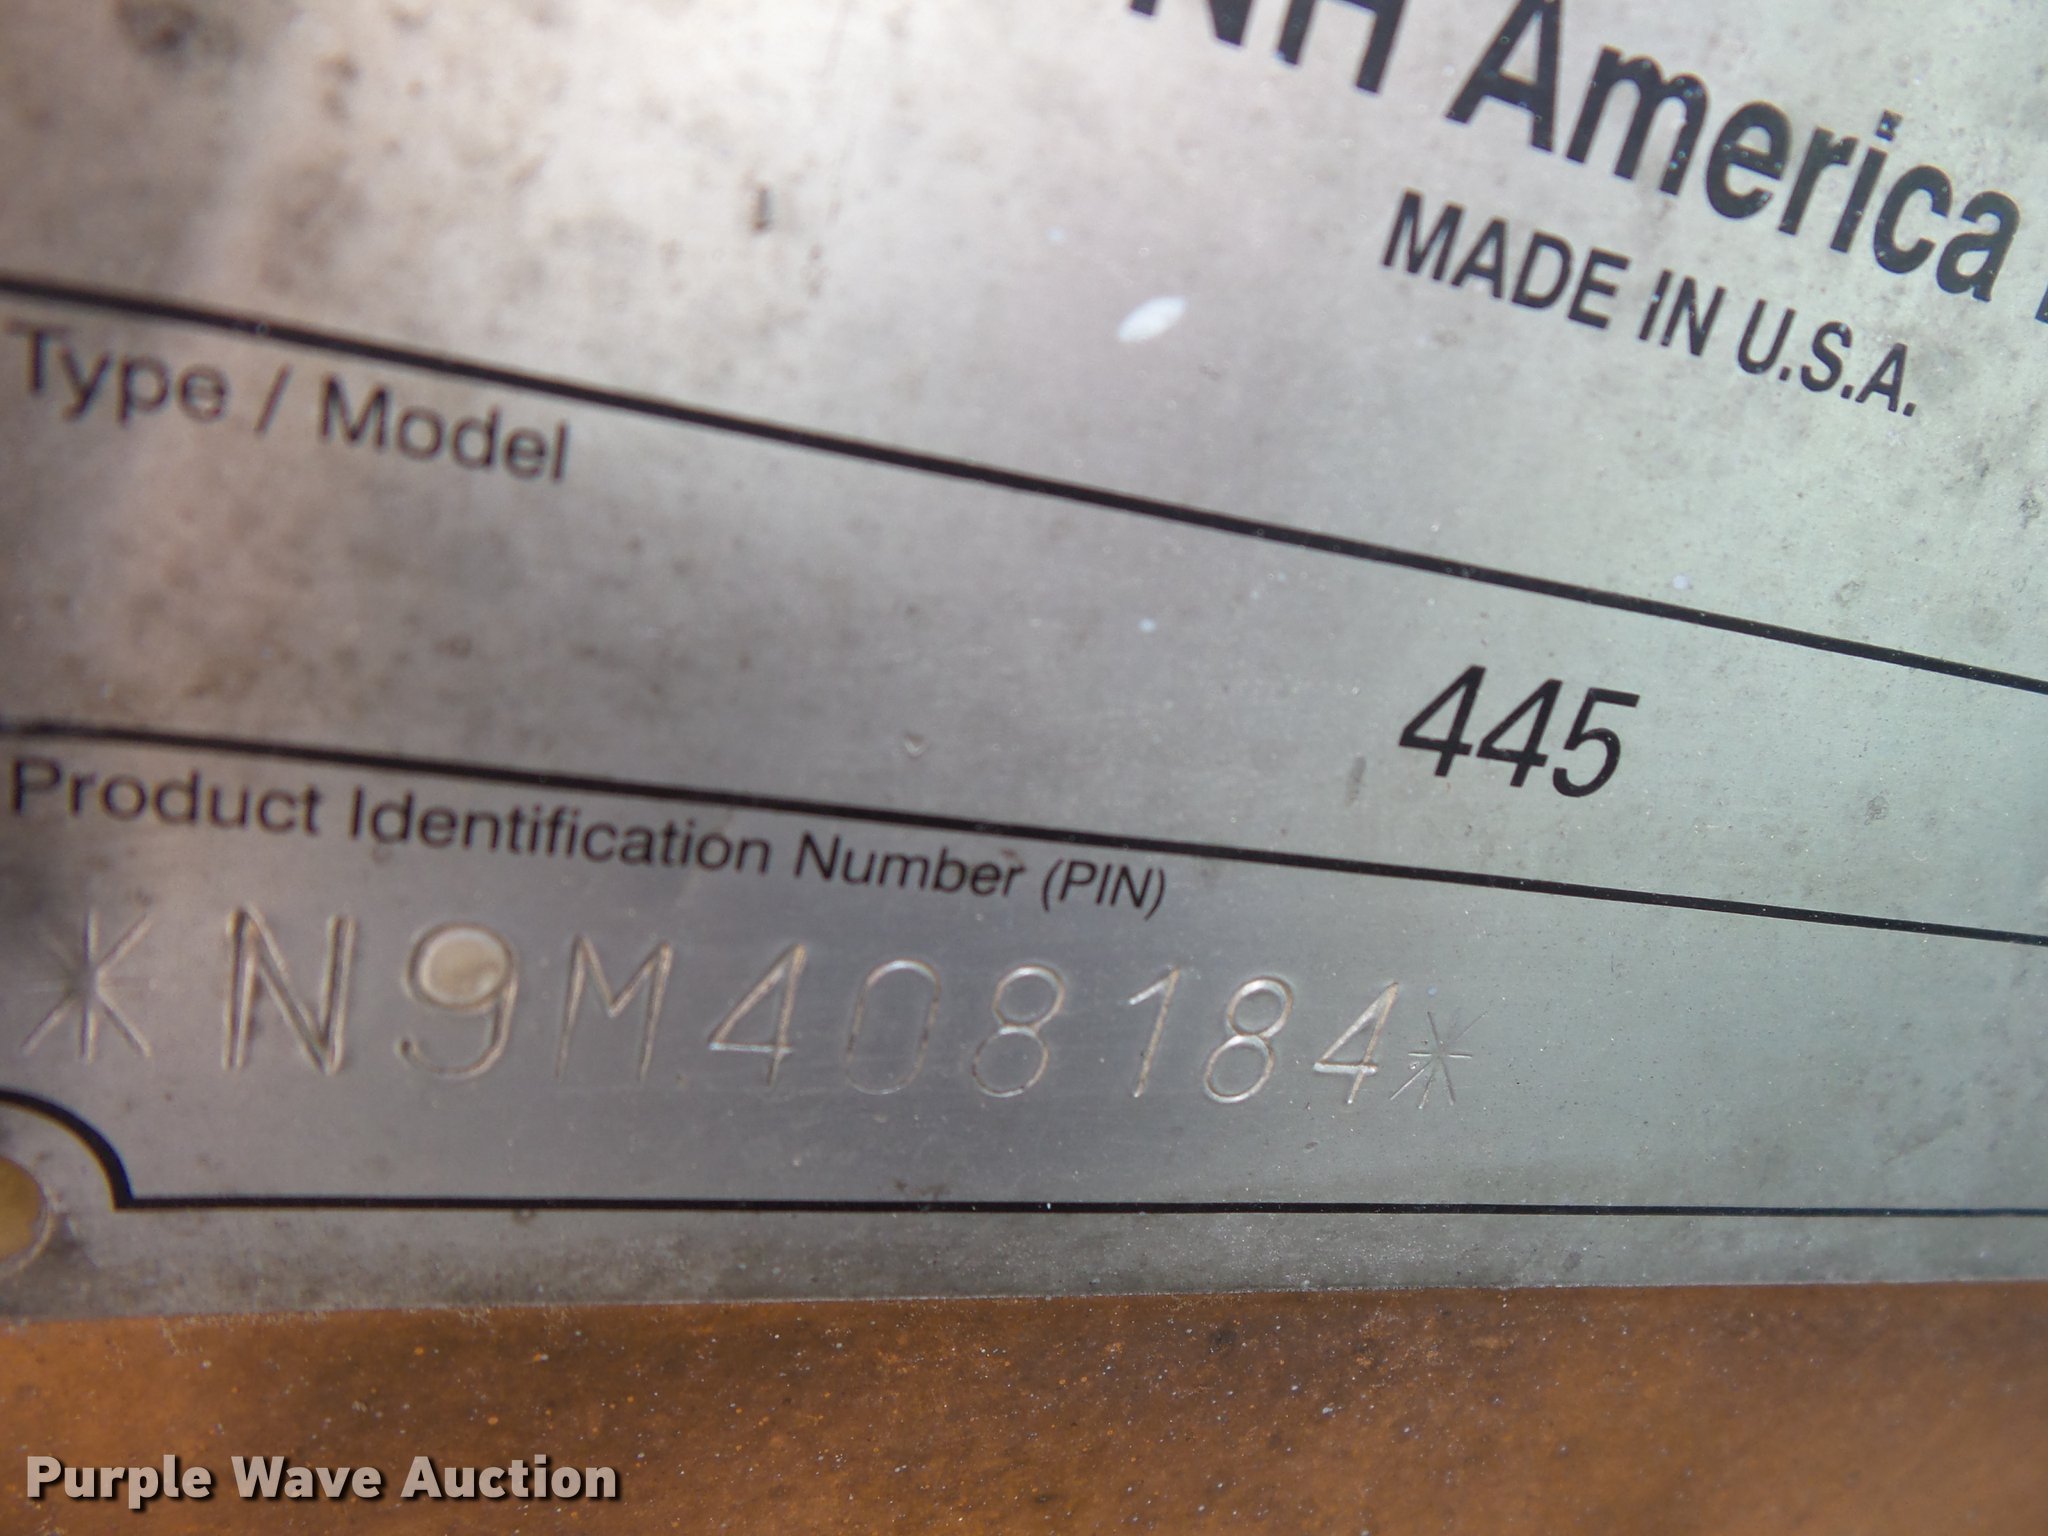 NH America
MADE IN U.S.A.
Type / Model
445
Product Identification Number (PIN)
*N9M408184*
Purple Wave Auction